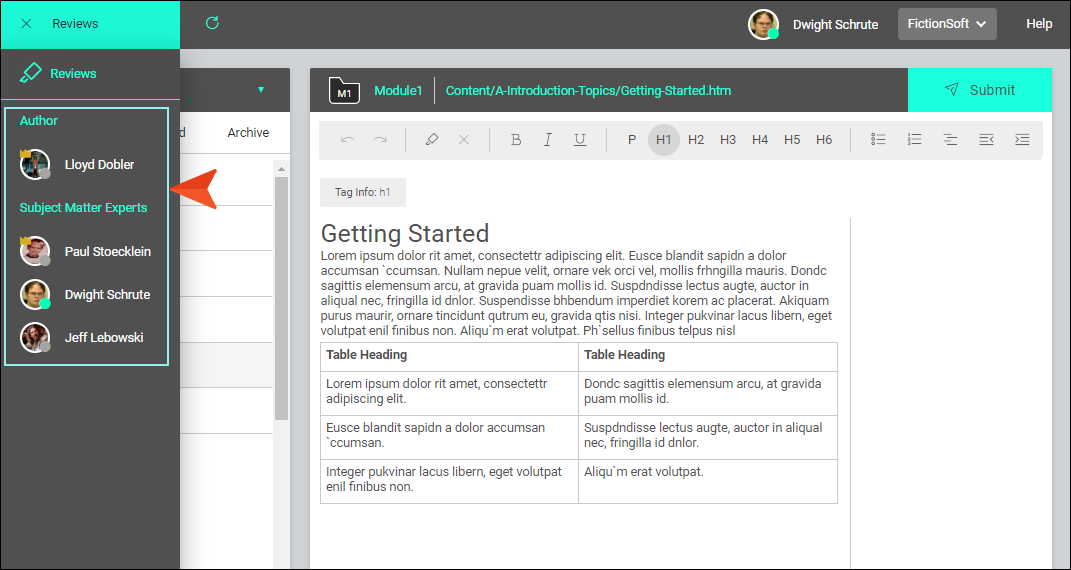 Reviews
Dwight Schrute
FictionSoft
Help
Reviews
Author
Lloyd Dobler
Subject Matter Experts
Paul Stoecklein
Dwight Schrute
Jeff Lebowski
d
Archive
M1
Module1
Content/A-Introduction-Topics/Getting-Started.htm
Submit
B I U P H1 H2 H3 H4 H5 H6
Tag Info: h1
Getting Started
Lorem ipsum dolor rit amet, consectettr adipiscing elit. Eusce blandit sapidn a dolor
accumsan `ccumsan. Nullam nepue velit, ornare vek orci vel, mollis frhngilla mauris. Dondc
sagittis elemensum arcu, at gravida puam mollis id. Suspdndisse lectus augte, auctor in
aliqual nec, fringilla id dnlor. Suspendisse bhbendum imperdiet korem ac placerat. Akiquam
purus maurir, ornare tincidunt qutrum eu, gravida qtis nisi. Integer pukvinar lacus libern, eget
volutpat enil finibus non. Aliqu`m erat volutpat. Ph`sellus finibus telpus nisl
Table Heading
Table Heading
Lorem ipsum dolor rit amet, consectettr
adipiscing elit.
Dondc sagittis elemensum arcu, at gravida
puam mollis id.
Eusce blandit sapidn a dolor accumsan
`ccumsan.
Suspdndisse lectus augte, auctor in aliqual
nec, fringilla id dnlor.
Integer pukvinar lacus libern, eget volutpat
enil finibus non.
Aliqu`m erat volutpat.